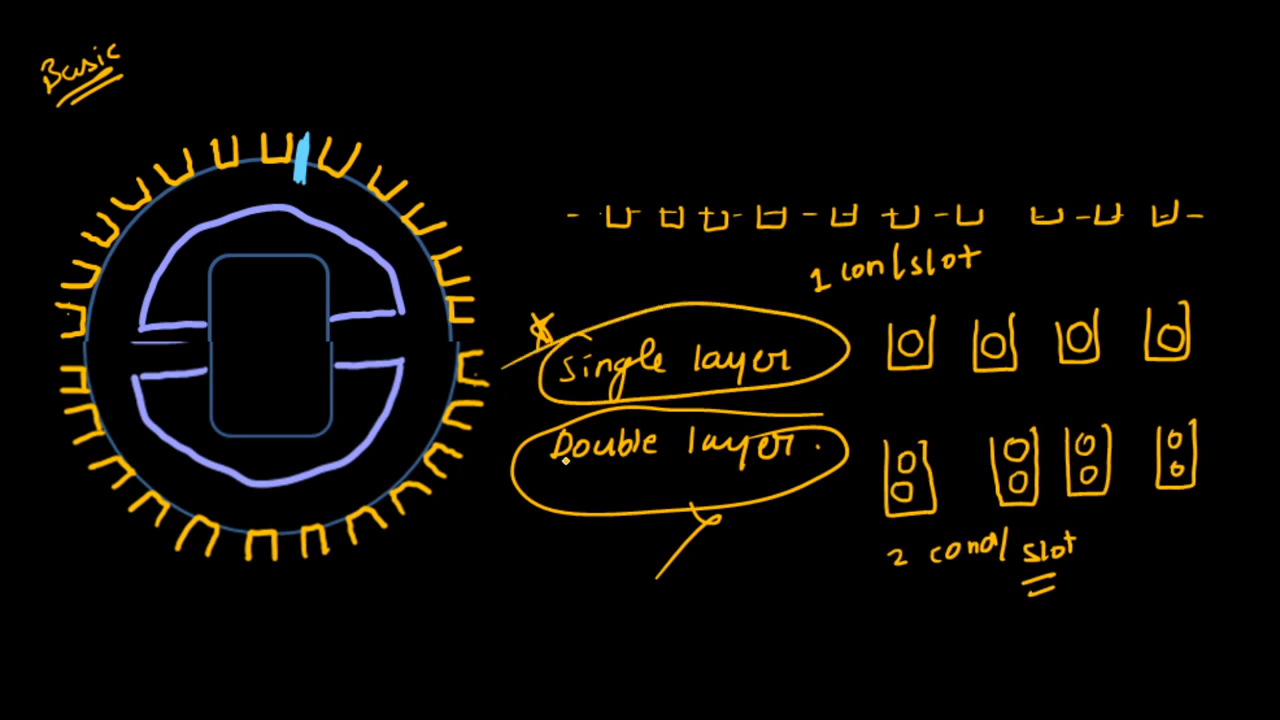 Basic
1 con/slot
Single layer
Double layer.
2 cond/ slot